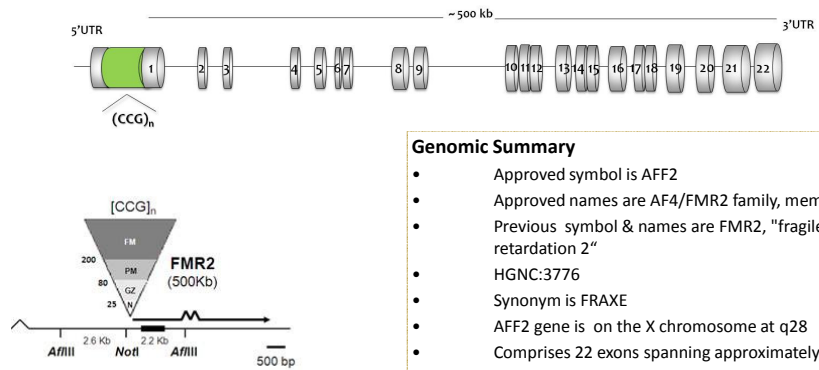 ~500 kb
5'UTR
3'UTR
1 2 3 4 5 6 7 8 9 10 11 12 13 14 15 16 17 18 19 20 21 22
(CCG)n
Genomic Summary
• Approved symbol is AFF2
• Approved names are AF4/FMR2 family, mem
• Previous symbol & names are FMR2, "fragile
retardation 2“
• HGNC:3776
• Synonym is FRAXE
• AFF2 gene is on the X chromosome at q28
• Comprises 22 exons spanning approximately
[CCG]n
FM
200
PM
80
GZ
25
N
FMR2
(500Kb)
2.6 Kb
2.2 Kb
AflIII
NotI
AflIII
500 bp